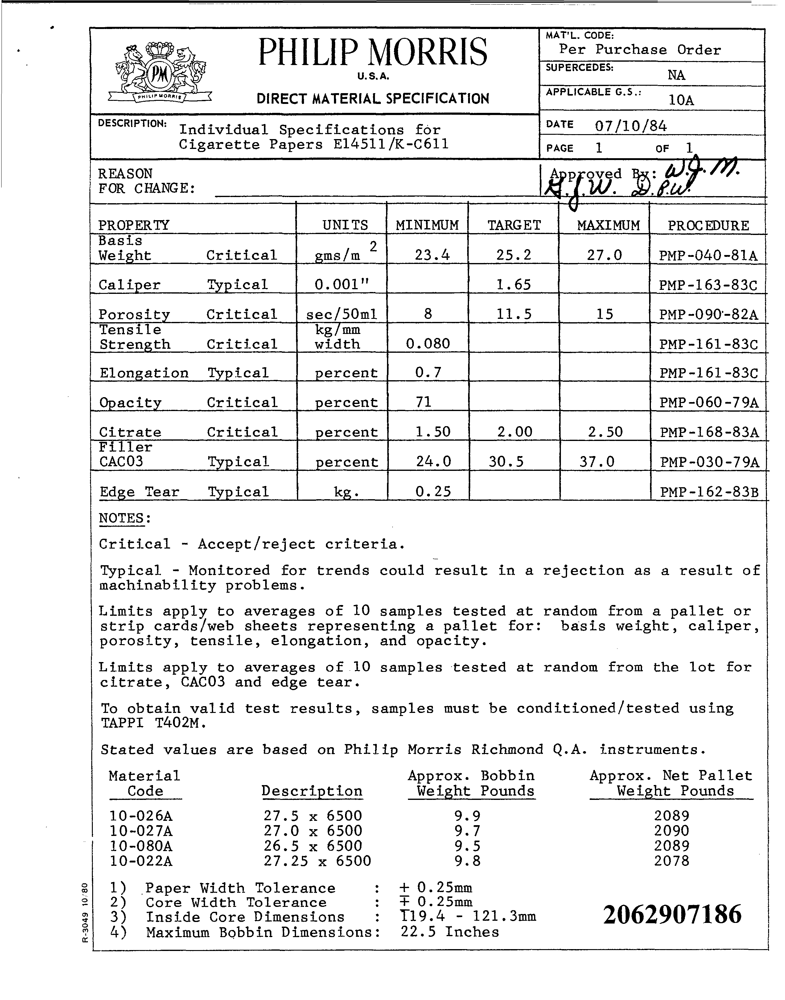 MAT'L. CODE:
Per Purchase Order
PHILIP MORRIS
U.S.A.
SUPERCEDES:
NA
PM
PHILIP MORRIS
DIRECT MATERIAL SPECIFICATION
APPLICABLE G.S.:
10A
DESCRIPTION: Individual Specifications for
Cigarette Papers E14511/K-C611
DATE 07/10/84
PAGE 1 OF 1
REASON
FOR CHANGE:
Approved By: W.J.M.
D.P.W.
PROPERTY UNITS MINIMUM TARGET MAXIMUM PROCEDURE
Basis
Weight Critical gms/m 2 23.4 25.2 27.0 PMP-040-81A
Caliper Typical 0.001" 1.65 PMP-163-83C
Porosity Critical sec/50ml 8 11.5 15 PMP-090-82A
Tensile kg/mm
Strength Critical width 0.080 PMP-161-83C
Elongation Typical percent 0.7 PMP-161-83C
Opacity Critical percent 71 PMP-060-79A
Citrate Critical percent 1.50 2.00 2.50 PMP-168-83A
Filler
CAC03 Typical percent 24.0 30.5 37.0 PMP-030-79A
Edge Tear Typical kg. 0.25 PMP-162-83B
NOTES:
Critical - Accept/reject criteria.
Typical - Monitored for trends could result in a rejection as a result of
machinability problems.
Limits apply to averages of 10 samples tested at random from a pallet or
strip cards/web sheets representing a pallet for: basis weight, caliper,
porosity, tensile, elongation, and opacity.
Limits apply to averages of 10 samples tested at random from the lot for
citrate, CAC03 and edge tear.
To obtain valid test results, samples must be conditioned/tested using
TAPPI T402M.
Stated values are based on Philip Morris Richmond Q.A. instruments.
Material Approx. Bobbin Approx. Net Pallet
Code Description Weight Pounds Weight Pounds
10-026A 27.5 x 6500 9.9 2089
10-027A 27.0 x 6500 9.7 2090
10-080A 26.5 x 6500 9.5 2089
10-022A 27.25 x 6500 9.8 2078
1) Paper Width Tolerance : + 0.25mm
2) Core Width Tolerance : ∓ 0.25mm
3) Inside Core Dimensions : 119.4 - 121.3mm
4) Maximum Bobbin Dimensions: 22.5 Inches
2062907186
R-3049 10/80